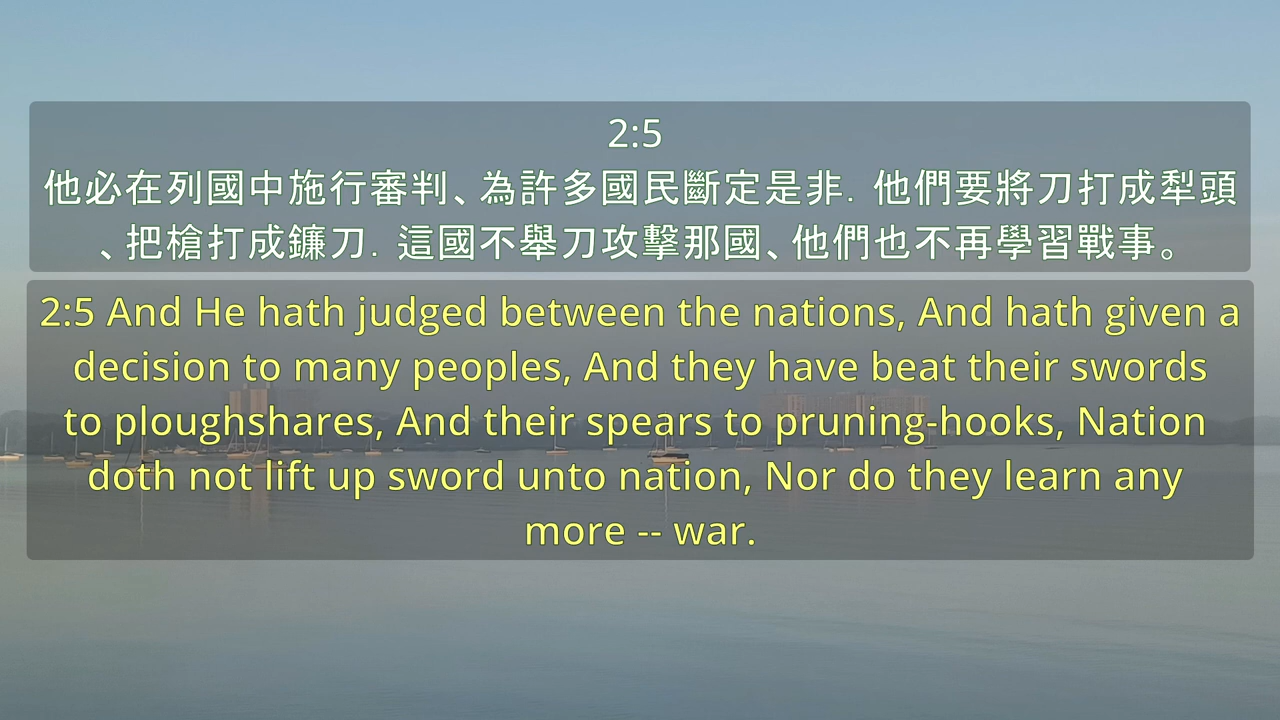 2:5
他必在列國中施行審判、為許多國民斷定是非．他們要將刀打成犁頭
、把槍打成鐮刀．這國不舉刀攻擊那國、他們也不再學習戰事。
2:5 And He hath judged between the nations, And hath given a
decision to many peoples, And they have beat their swords
to ploughshares, And their spears to pruning-hooks, Nation
doth not lift up sword unto nation, Nor do they learn any
more -- war.